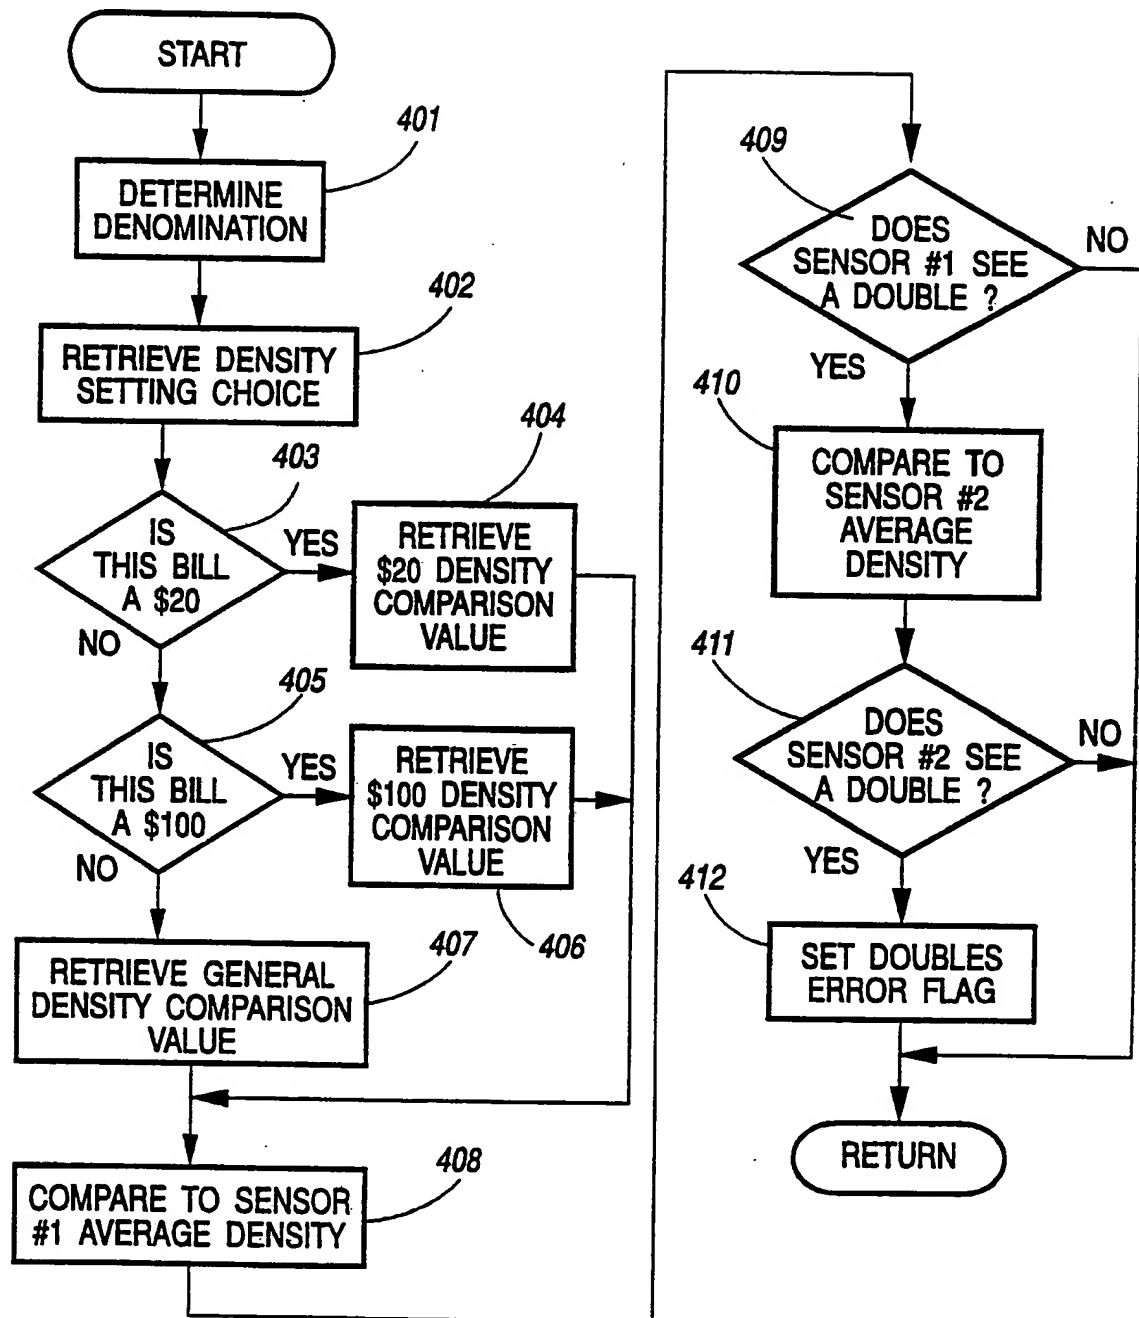 START
401
DETERMINE
DENOMINATION
402
RETRIEVE DENSITY
SETTING CHOICE
403
IS
THIS BILL
A $20
YES
NO
404
RETRIEVE
$20 DENSITY
COMPARISON
VALUE
405
IS
THIS BILL
A $100
YES
NO
RETRIEVE
$100 DENSITY
COMPARISON
VALUE
406
407
RETRIEVE GENERAL
DENSITY COMPARISON
VALUE
408
COMPARE TO SENSOR
#1 AVERAGE DENSITY
409
DOES
SENSOR #1 SEE
A DOUBLE ?
NO
YES
410
COMPARE TO
SENSOR #2
AVERAGE
DENSITY
411
DOES
SENSOR #2 SEE
A DOUBLE ?
NO
YES
412
SET DOUBLES
ERROR FLAG
RETURN